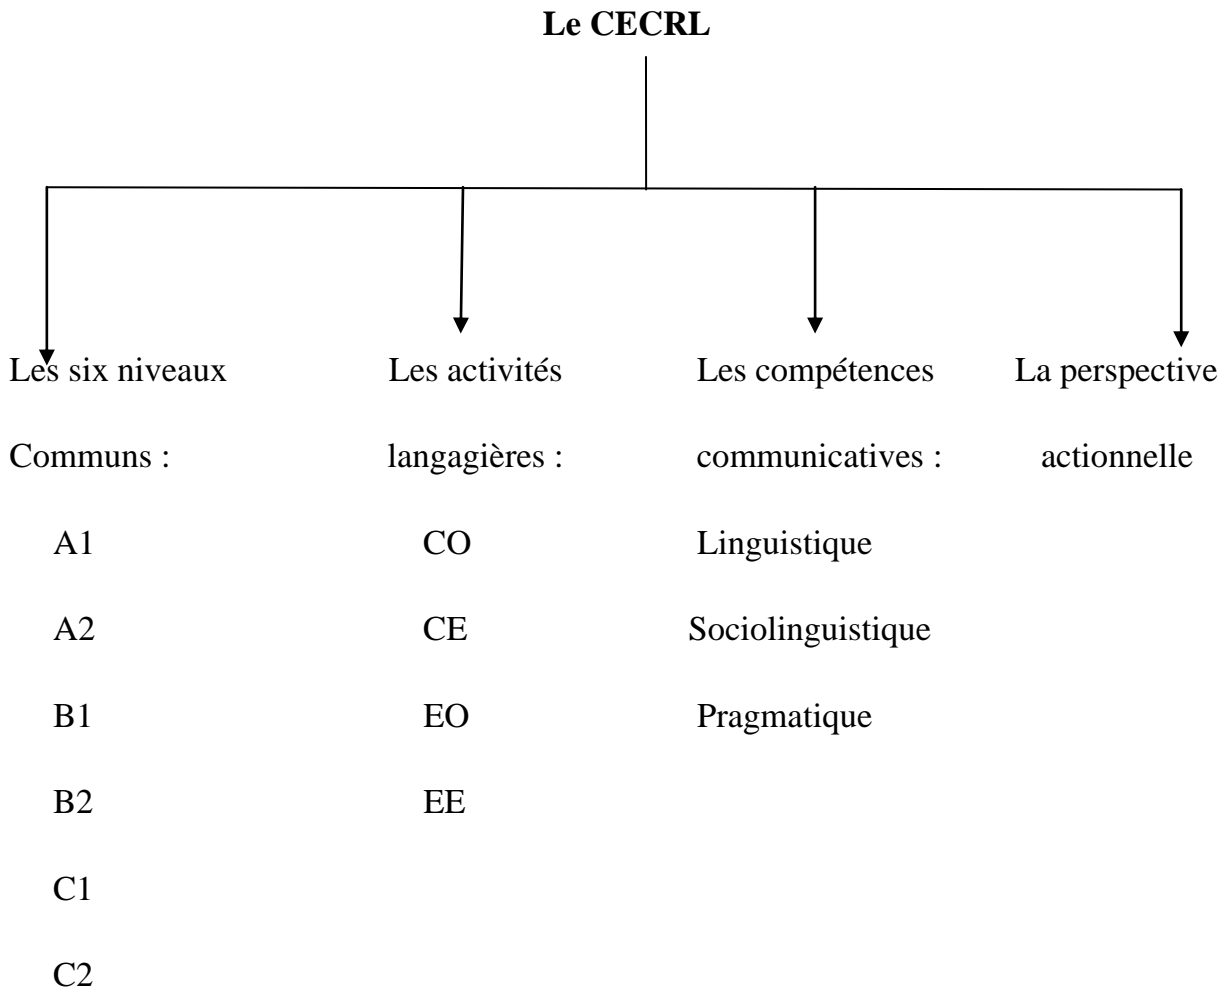 Le CECRL
Les six niveaux Les activités Les compétences La perspective
Communs : langagières : communicatives : actionnelle
A1 CO Linguistique
A2 CE Sociolinguistique
B1 EO Pragmatique
B2 EE
C1
C2